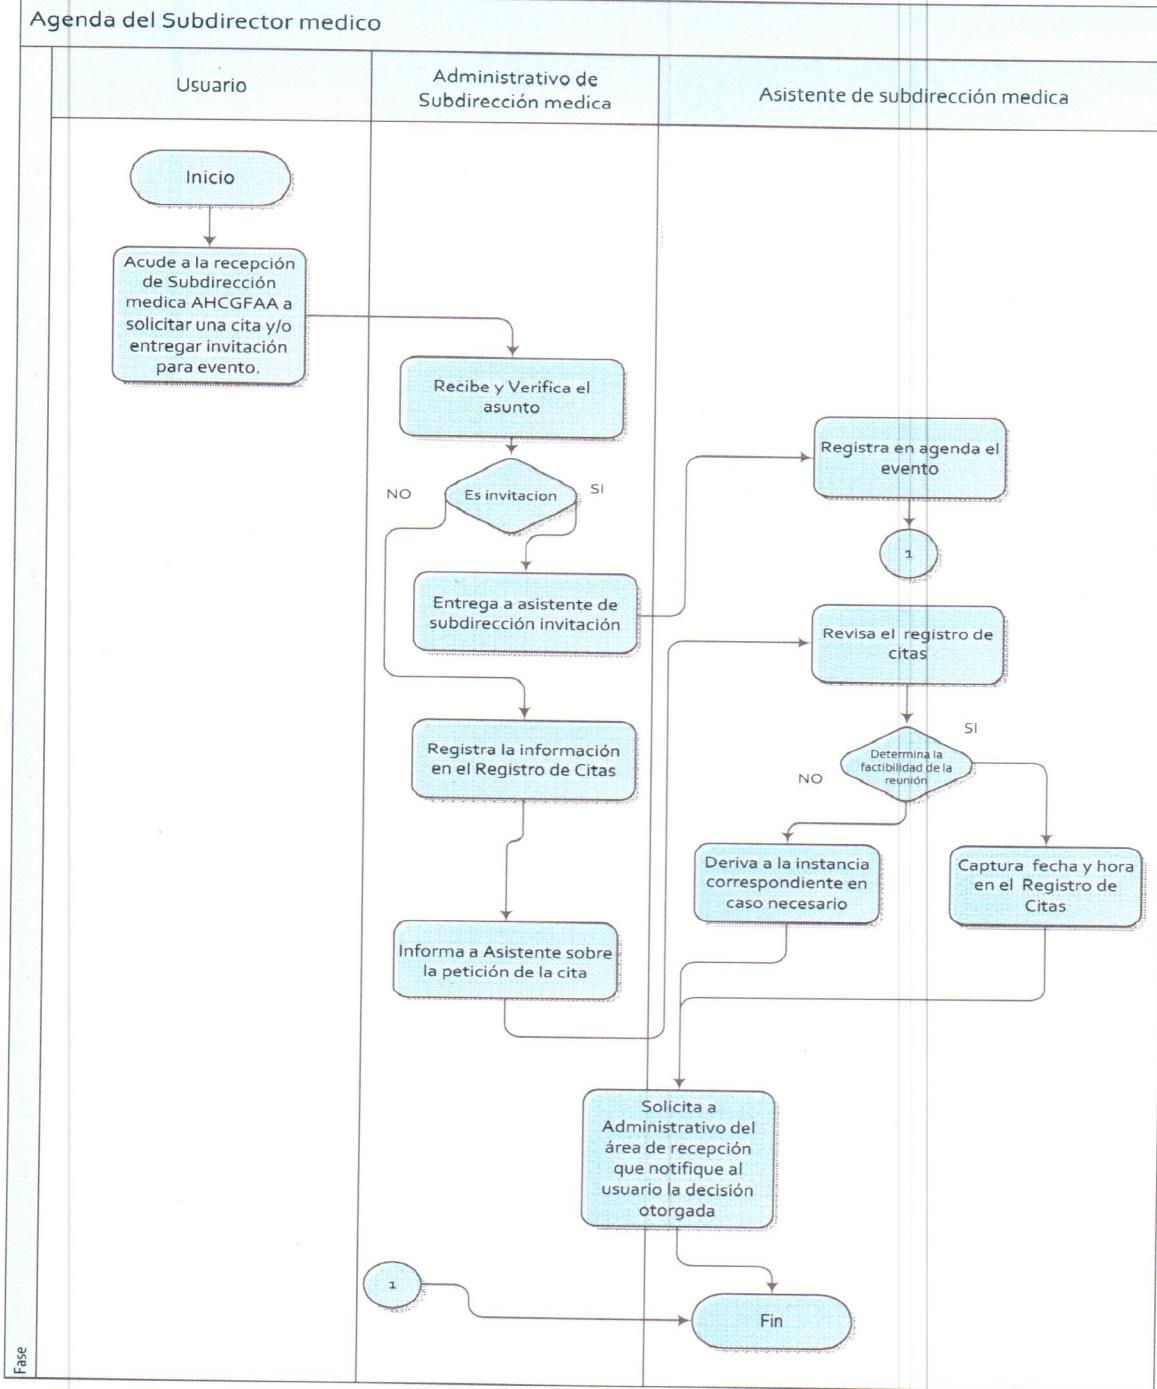 Agenda del Subdirector medico
Usuario
Administrativo de
Subdirección medica
Asistente de subdirección medica
Inicio
Acude a la recepción
de Subdirección
medica AHCGFAA a
solicitar una cita y/o
entregar invitación
para evento.
Recibe y Verifica el
asunto
Es invitacion
NO
SI
Entrega a asistente de
subdirección invitación
Registra en agenda el
evento
1
Registra la información
en el Registro de Citas
Informa a Asistente sobre
la petición de la cita
Revisa el registro de
citas
Determina la
factibilidad de la
reunión
NO
SI
Deriva a la instancia
correspondiente en
caso necesario
Captura fecha y hora
en el Registro de
Citas
Solicita a
Administrativo del
área de recepción
que notifique al
usuario la decisión
otorgada
1
Fin
Fase